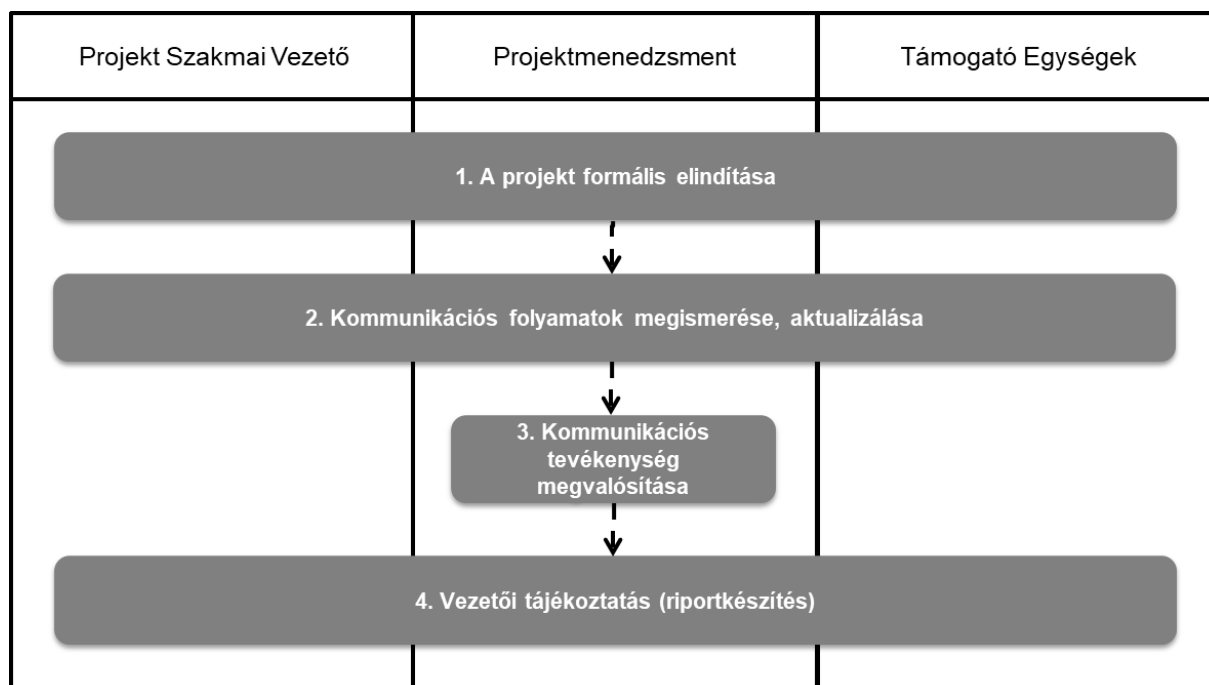 Projekt Szakmai Vezető
Projektmenedzsment
Támogató Egységek
1. A projekt formális elindítása
2. Kommunikációs folyamatok megismerése, aktualizálása
3. Kommunikációs
tevékenység
megvalósítása
4. Vezetői tájékoztatás (riportkészítés)